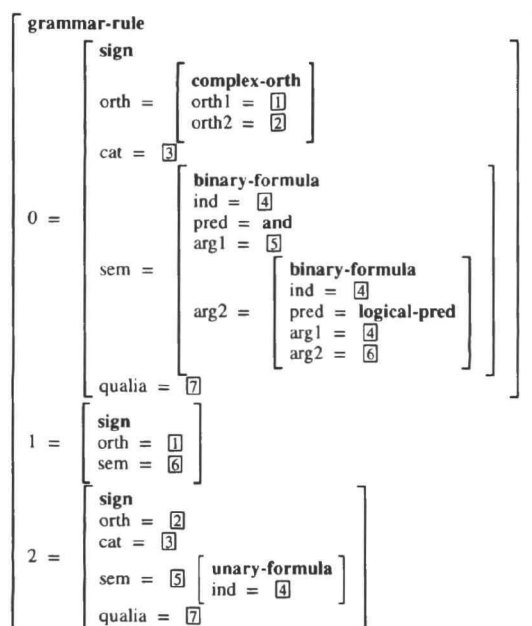 grammar-rule
sign
complex-orth
orth = orth1 = 1
orth2 = 2
cat = 3
binary-formula
ind = 4
0 = pred = and
arg1 = 5
sem = binary-formula
ind = 4
arg2 = pred = logical-pred
arg1 = 4
arg2 = 6
qualia = 7
sign
1 = orth = 1
sem = 6
sign
orth = 2
cat = 3
2 = sem = 5 unary-formula
ind = 4
qualia = 7